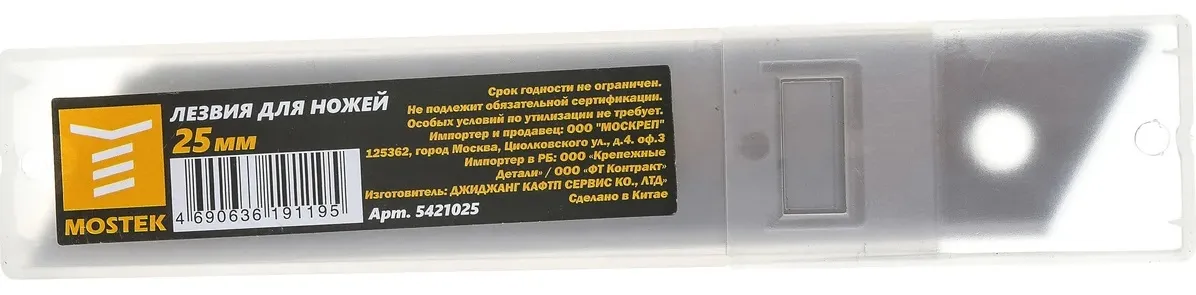 MOSTEK
ЛЕЗВИЯ ДЛЯ НОЖЕЙ
25 мм
4 690636 191195
Срок годности не ограничен.
Не подлежит обязательной сертификации.
Особых условий по утилизации не требует.
Импортер и продавец: ООО "МОСКРЕП"
125362, город Москва, Циолковского ул., д.4. оф.3
Импортер в РБ: ООО «Крепежные
Детали» / ООО «ФТ Контракт»
Изготовитель: ДЖИДЖАНГ КАФТП СЕРВИС КО., ЛТД.
Сделано в Китае
Арт. 5421025